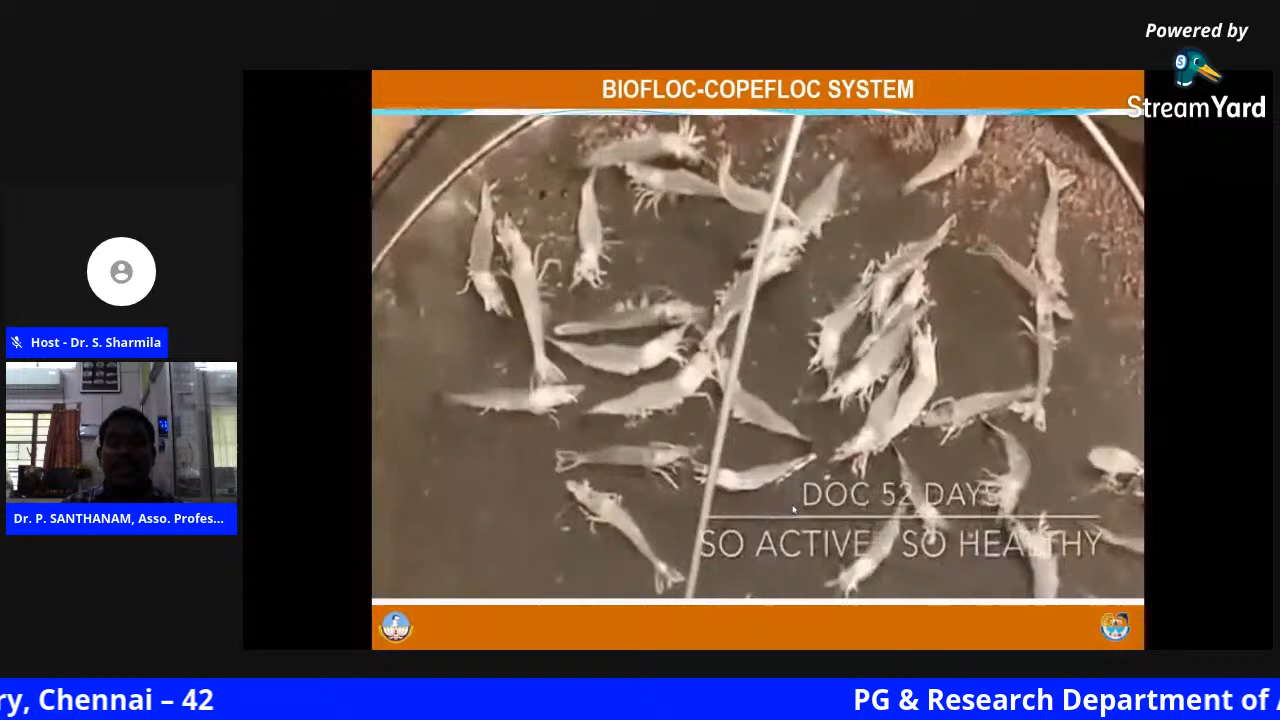 Powered by
StreamYard
BIOFLOC-COPEFLOC SYSTEM
Host - Dr. S. Sharmila
Dr. P. SANTHANAM, Asso. Profes...
DOC 52 DAYS
SO ACTIVE SO HEALTHY
ry, Chennai – 42
PG & Research Department of